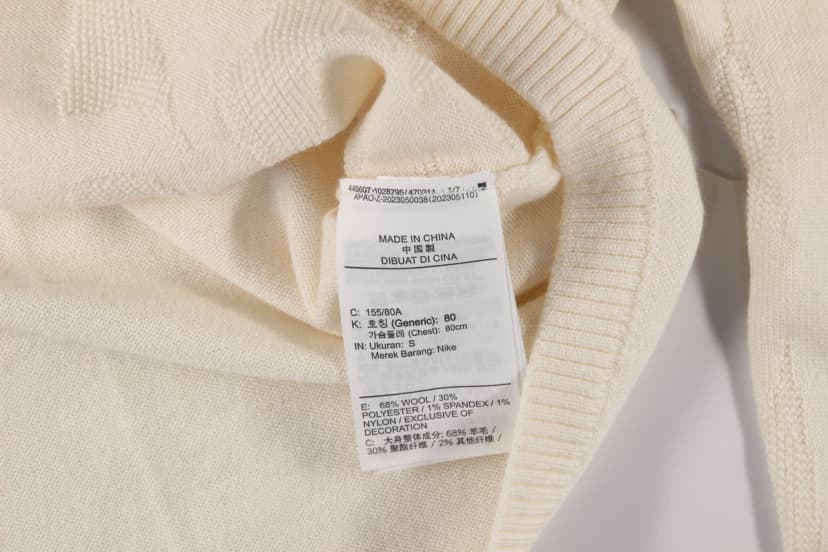 445607-1028795/470311 1/7
APAO-Z-2023050038 (202305110)
MADE IN CHINA
中国製
DIBUAT DI CINA
C: 155/80A
K: 호칭 (Generic): 80
가슴둘레 (Chest): 80cm
IN: Ukuran: S
Merek Barang: Nike
E: 68% WOOL / 30%
POLYESTER / 1% SPANDEX / 1%
NYLON / EXCLUSIVE OF
DECORATION
C: 大身整体成分: 68% 羊毛 /
30% 聚酯纤维 / 2% 其他纤维 /